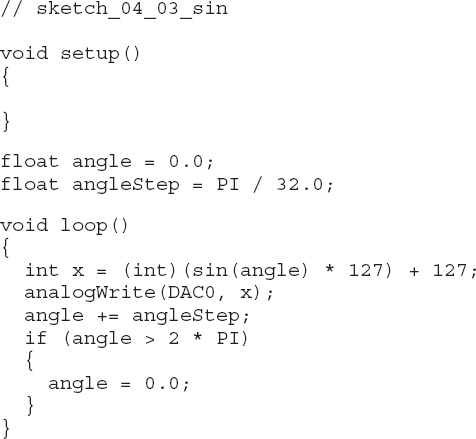 // sketch_04_03_sin
void setup()
{
}
float angle = 0.0;
float angleStep = PI / 32.0;
void loop()
{
  int x = (int)(sin(angle) * 127) + 127;
  analogWrite(DAC0, x);
  angle += angleStep;
  if (angle > 2 * PI)
  {
    angle = 0.0;
  }
}